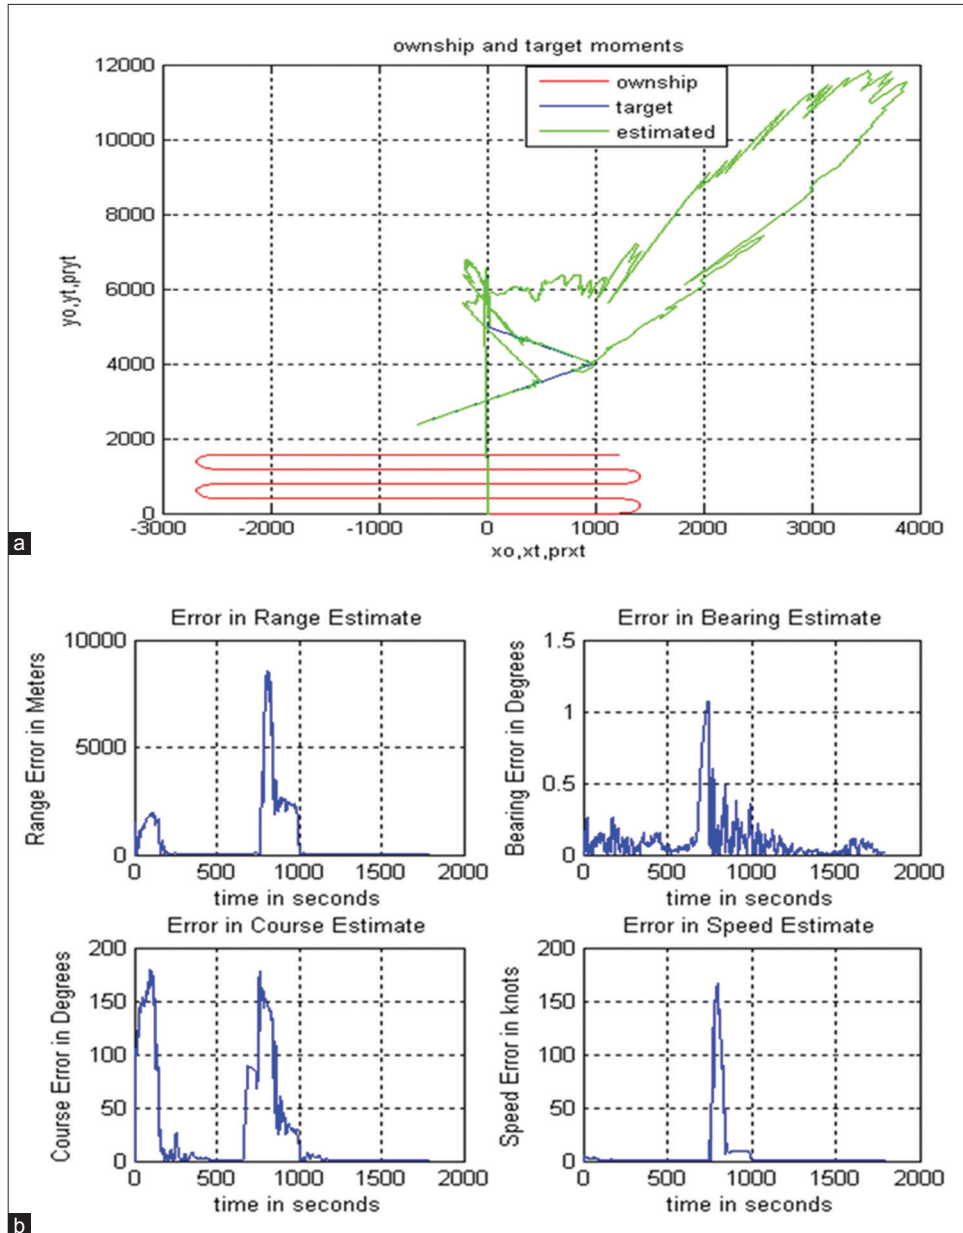 ownship and target moments
12000
10000
8000
6000
4000
2000
0
yo,yt,pryt
ownship
target
estimated
-3000
-2000
-1000
0
1000
2000
3000
4000
xo,xt,prxt
a
Error in Range Estimate
10000
5000
0
Range Error in Meters
0
500
1000
1500
2000
time in seconds
Error in Bearing Estimate
1.5
1
0.5
0
Bearing Error in Degrees
0
500
1000
1500
2000
time in seconds
Error in Course Estimate
200
150
100
50
0
Course Error in Degrees
0
500
1000
1500
2000
time in seconds
Error in Speed Estimate
200
150
100
50
0
Speed Error in knots
0
500
1000
1500
2000
time in seconds
b